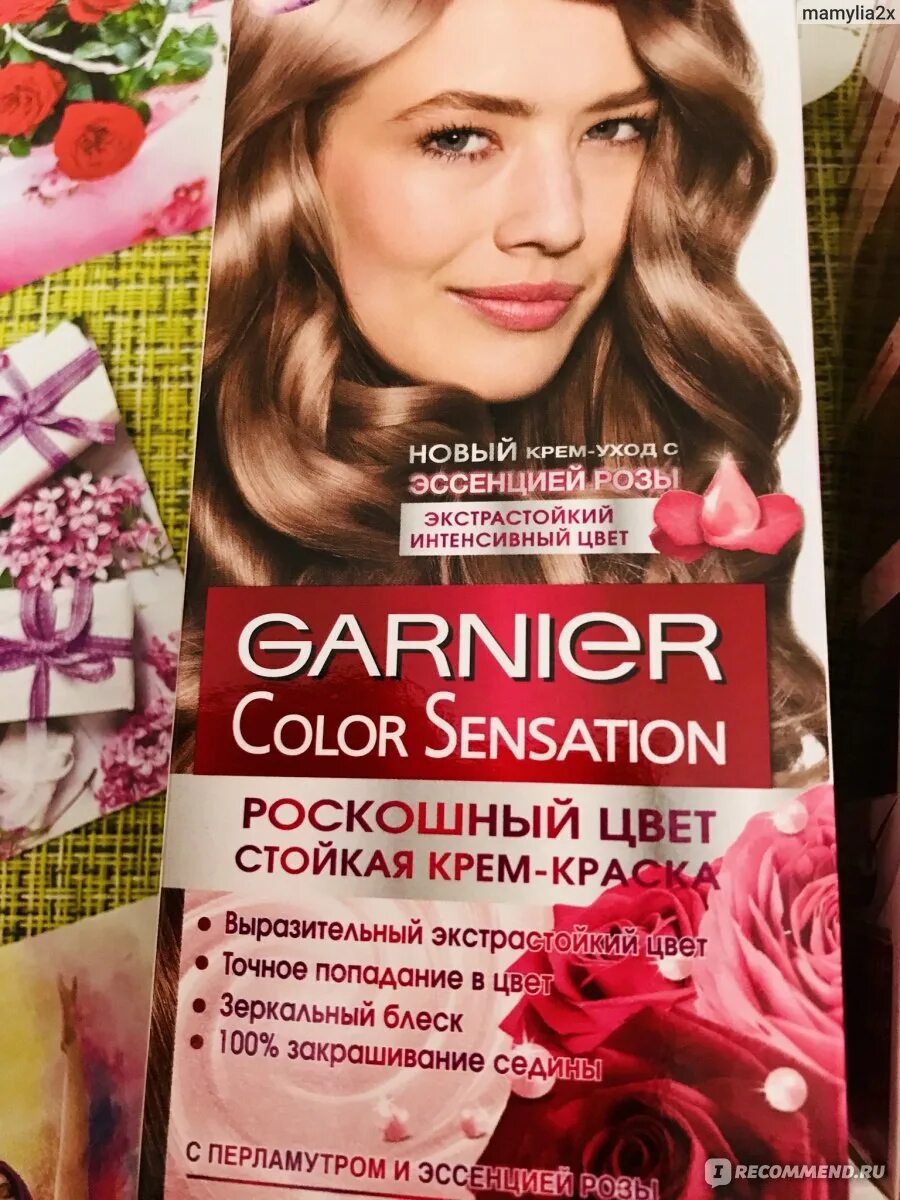 mamylia2x
НОВЫЙ КРЕМ-УХОД С
ЭССЕНЦИЕЙ РОЗЫ
ЭКСТРАСТОЙКИЙ
ИНТЕНСИВНЫЙ ЦВЕТ
GARNIER
COLOR SENSATION
РОСКОШНЫЙ ЦВЕТ
СТОЙКАЯ КРЕМ-КРАСКА
• Выразительный экстрастойкий цвет
• Точное попадание в цвет
• Зеркальный блеск
• 100% закрашивание седины
С ПЕРЛАМУТРОМ И ЭССЕНЦИЕЙ РОЗЫ
IRECOMMEND.RU